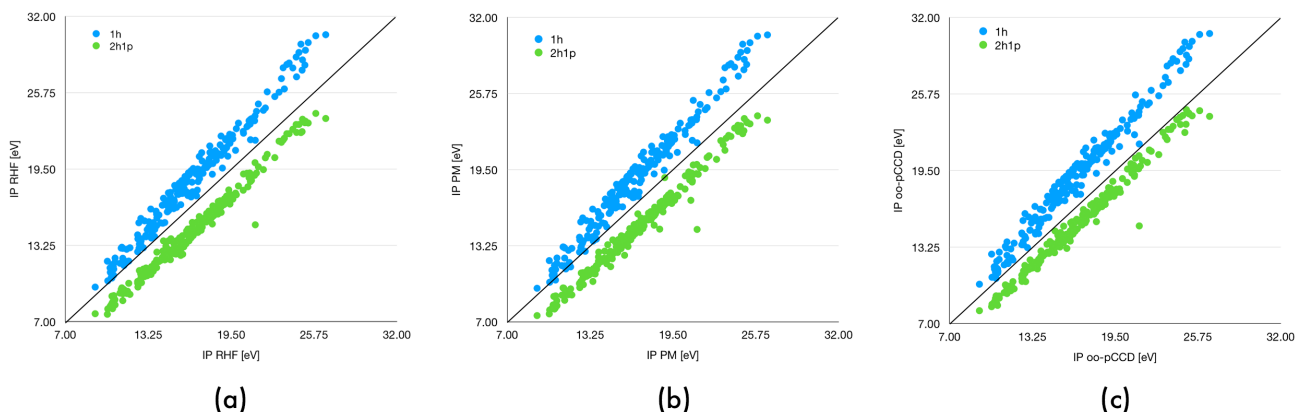 32.00
25.75
19.50
13.25
7.00
IP RHF [eV]
1h
2h1p
7.00 13.25 19.50 25.75 32.00
IP RHF [eV]
(a)
32.00
25.75
19.50
13.25
7.00
IP PM [eV]
1h
2h1p
7.00 13.25 19.50 25.75 32.00
IP PM [eV]
(b)
32.00
25.75
19.50
13.25
7.00
IP oo-pCCD [eV]
1h
2h1p
7.00 13.25 19.50 25.75 32.00
IP oo-pCCD [eV]
(c)